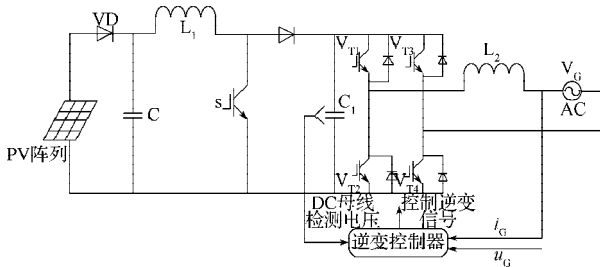 VD
L₁
VT1
VT3
L₂
VG
AC
C
s
C₁
PV阵列
VT2
VT4
DC母线
检测电压
控制逆变
信号
逆变控制器
iG
uG